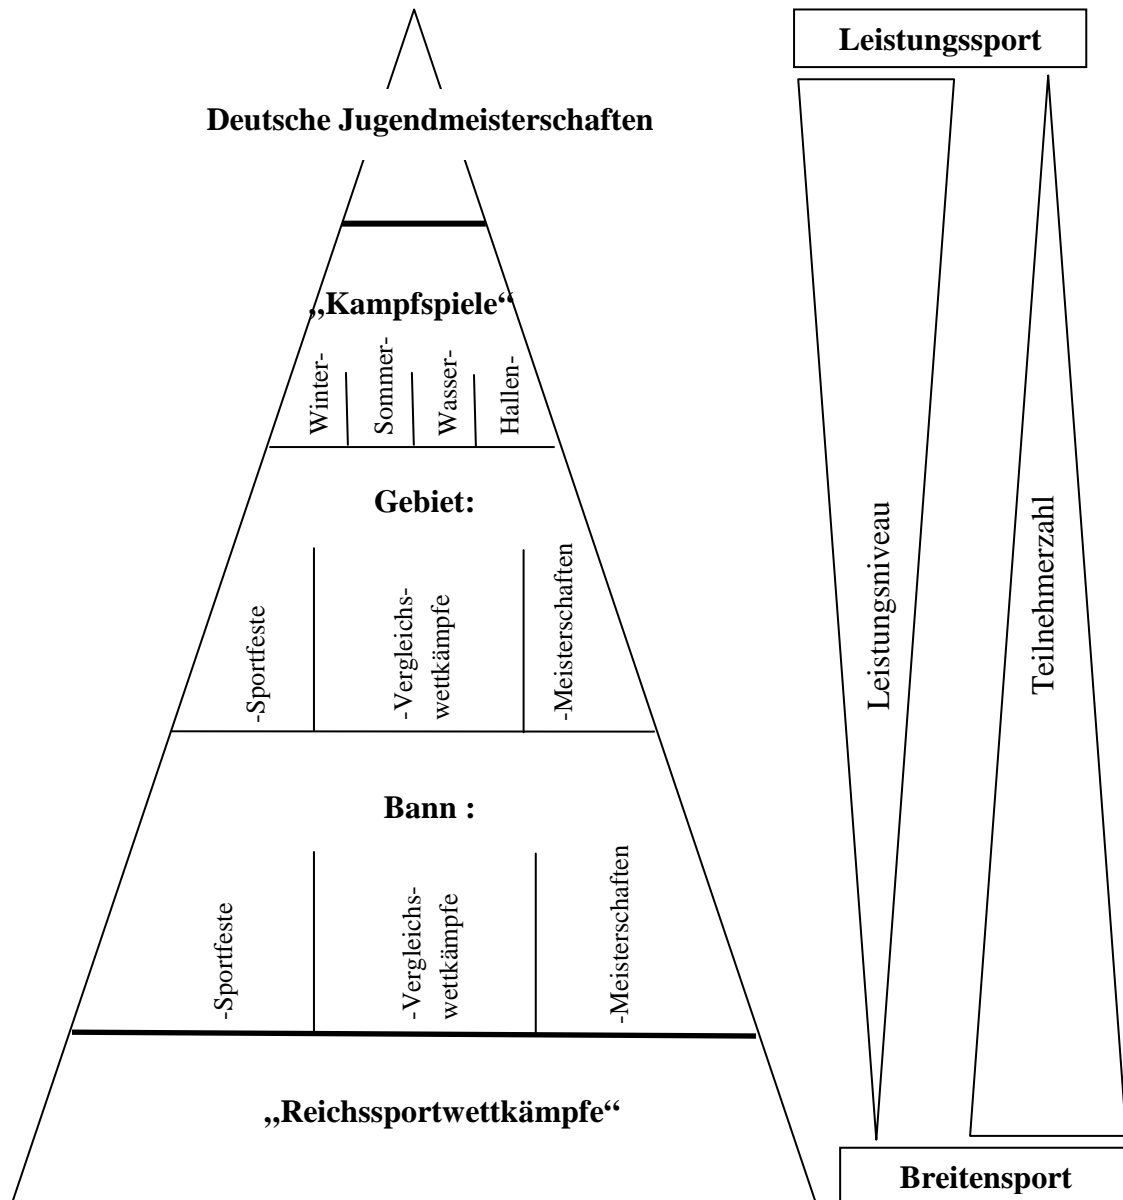 Leistungssport
Deutsche Jugendmeisterschaften
„Kampfspiele“
Winter-
Sommer-
Wasser-
Hallen-
Gebiet:
-Sportfeste
-Vergleichs-
wettkämpfe
-Meisterschaften
Bann :
-Sportfeste
-Vergleichs-
wettkämpfe
-Meisterschaften
„Reichssportwettkämpfe“
Leistungsniveau
Teilnehmerzahl
Breitensport